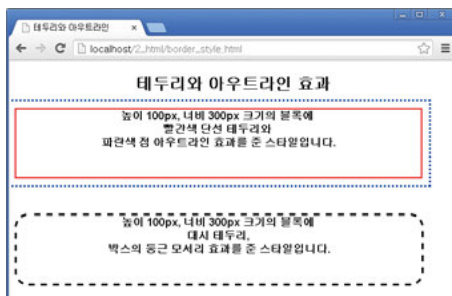 테두리와 아웃트라인
localhost/2_html/border_style.html
테두리와 아우트라인 효과
높이 100px, 너비 300px 크기의 블록에
빨간색 단선 테두리와
파란색 점 아우트라인 효과를 준 스타일입니다.
높이 100px, 너비 300px 크기의 블록에
대시 테두리,
박스의 둥근 모서리 효과를 준 스타일입니다.